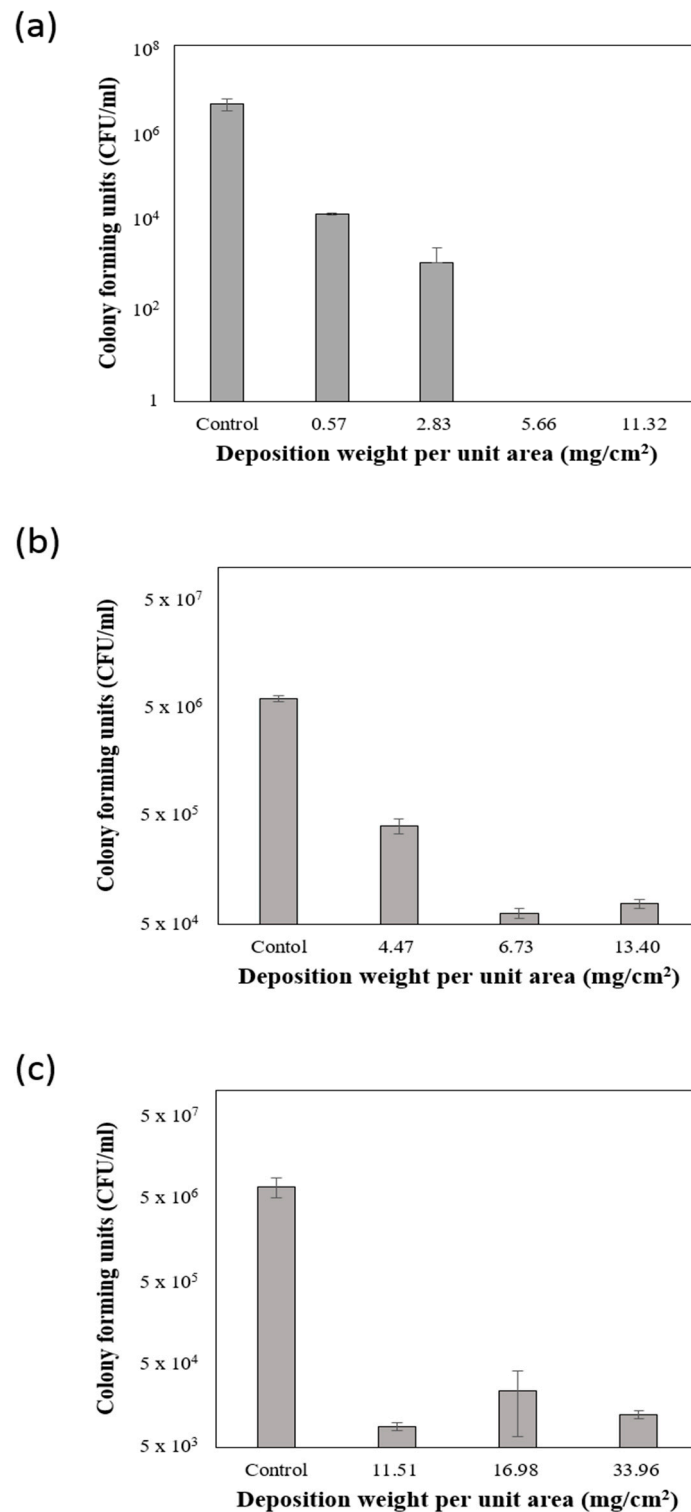 (a)
Colony forming units (CFU/ml)
10⁸
10⁶
10⁴
10²
1
Control 0.57 2.83 5.66 11.32
Deposition weight per unit area (mg/cm²)
(b)
Colony forming units (CFU/ml)
5 x 10⁷
5 x 10⁶
5 x 10⁵
5 x 10⁴
Contol 4.47 6.73 13.40
Deposition weight per unit area (mg/cm²)
(c)
Colony forming units (CFU/ml)
5 x 10⁷
5 x 10⁶
5 x 10⁵
5 x 10⁴
5 x 10³
Control 11.51 16.98 33.96
Deposition weight per unit area (mg/cm²)